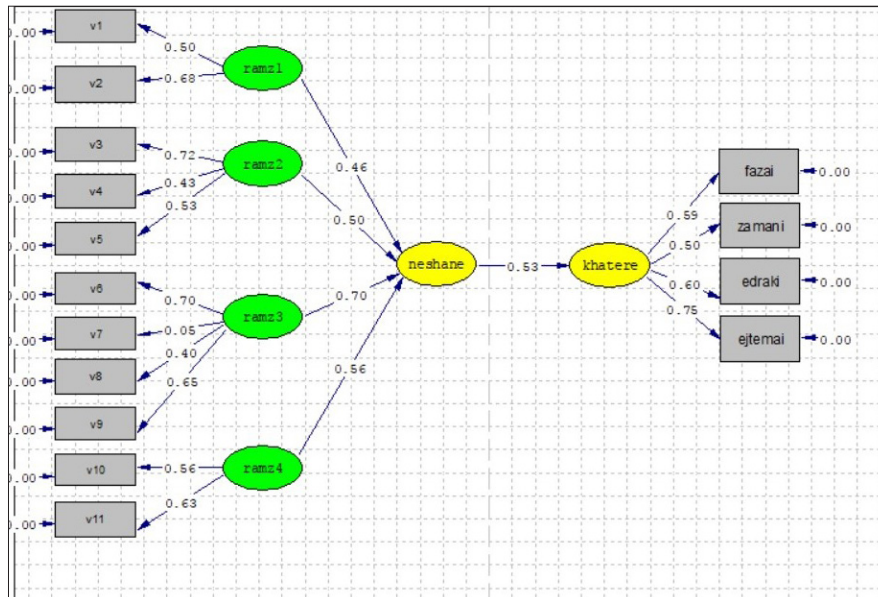 0.00 v1
0.50
ramz1
0.00 v2
0.68
0.00 v3
0.72
ramz2
0.00 v4
0.43
0.00 v5
0.53
0.00 v6
0.70
ramz3
0.00 v7
0.05
0.00 v8
0.40
0.00 v9
0.65
0.00 v10
0.56
ramz4
0.00 v11
0.63
0.46
0.50
0.70
0.56
neshane
0.53
khatere
0.59
fazai 0.00
0.50
zamani 0.00
0.60
edraki 0.00
0.75
ejtemai 0.00